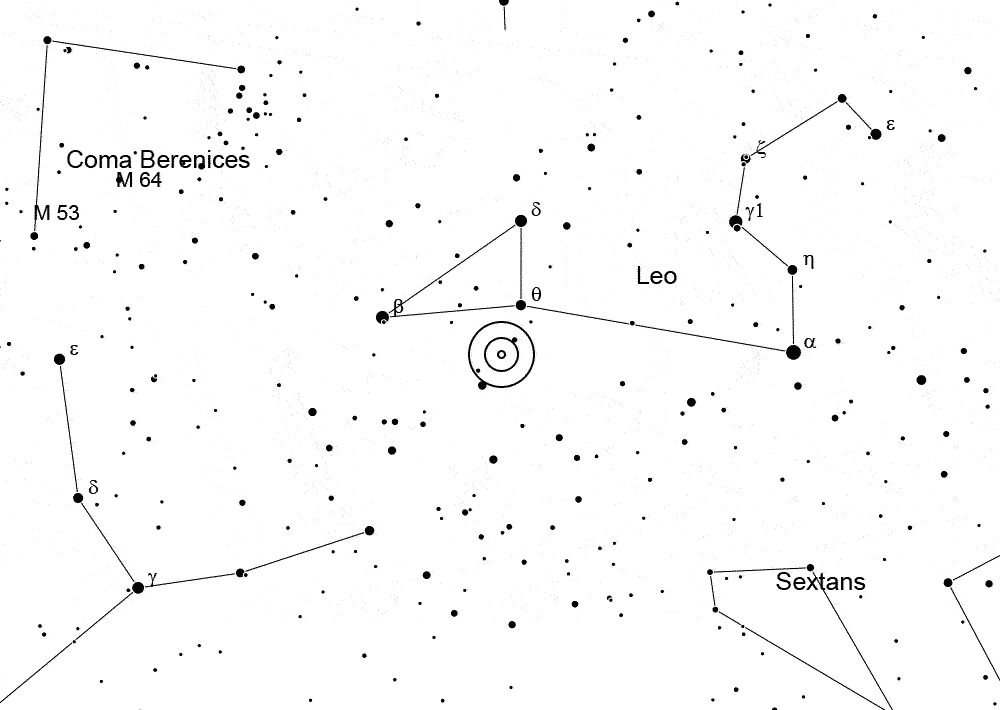 ε
ζ
Coma Berenices
M 64
δ
γ1
M 53
η
Leo
θ
β
α
ε
δ
γ
Sextans